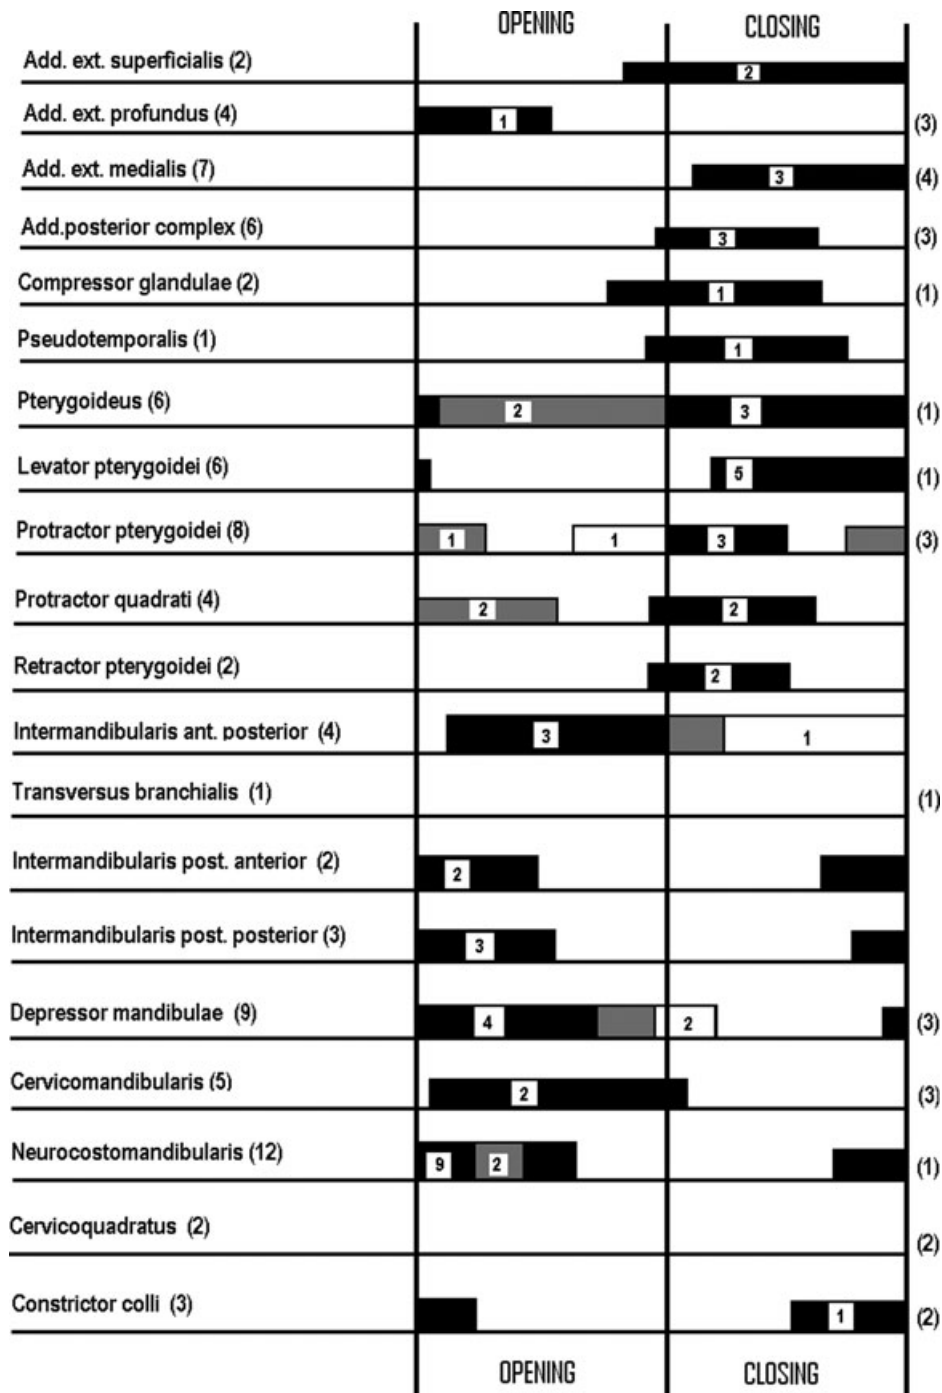 OPENING CLOSING
Add. ext. superficialis (2) 2
Add. ext. profundus (4) 1 (3)
Add. ext. medialis (7) 3 (4)
Add.posterior complex (6) 3 (3)
Compressor glandulae (2) 1 (1)
Pseudotemporalis (1) 1
Pterygoideus (6) 2 3 (1)
Levator pterygoidei (6) 5 (1)
Protractor pterygoidei (8) 1 1 3 (3)
Protractor quadrati (4) 2 2
Retractor pterygoidei (2) 2
Intermandibularis ant. posterior (4) 3 1
Transversus branchialis (1) (1)
Intermandibularis post. anterior (2) 2
Intermandibularis post. posterior (3) 3
Depressor mandibulae (9) 4 2 (3)
Cervicomandibularis (5) 2 (3)
Neurocostomandibularis (12) 9 2 (1)
Cervicoquadratus (2) (2)
Constrictor colli (3) 1 (2)
OPENING CLOSING